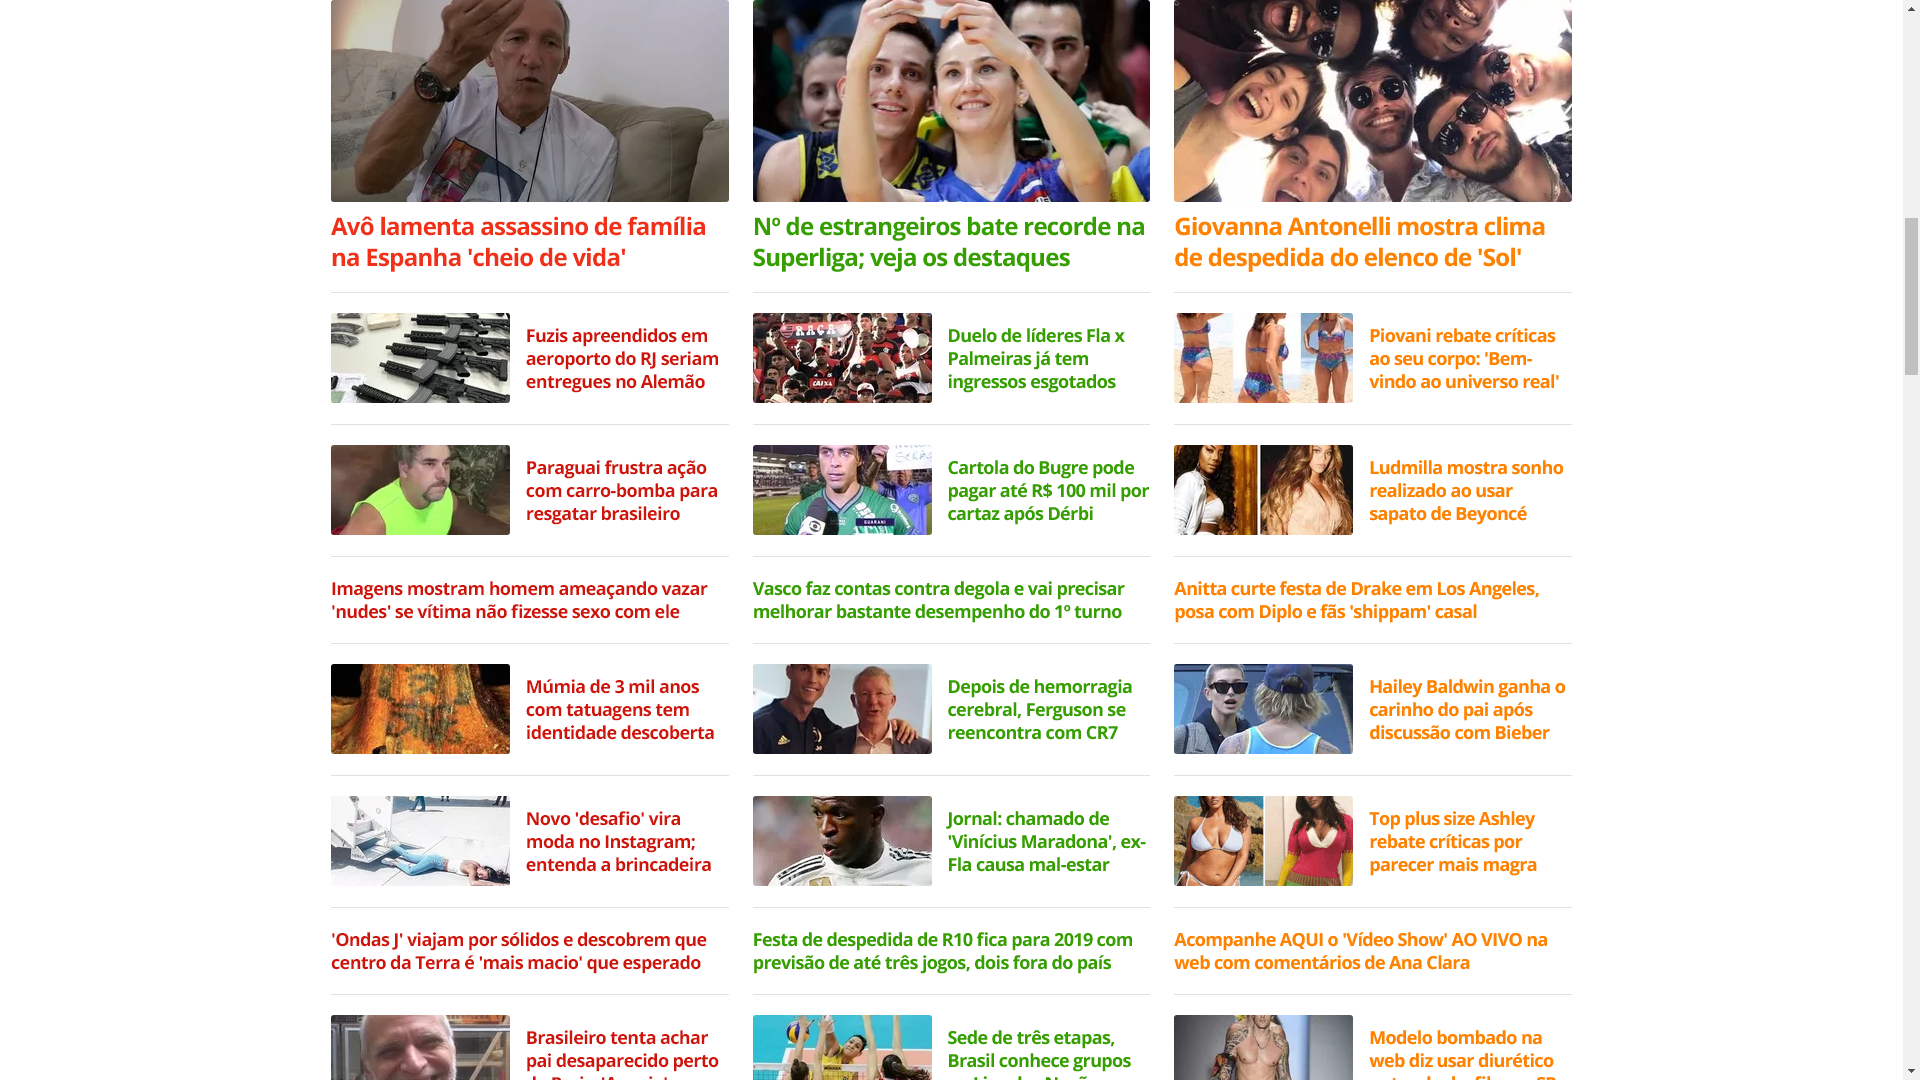 Avô lamenta assassino de família
na Espanha 'cheio de vida'
Fuzis apreendidos em
aeroporto do RJ seriam
entregues no Alemão
Paraguai frustra ação
com carro-bomba para
resgatar brasileiro
Imagens mostram homem ameaçando vazar
'nudes' se vítima não fizesse sexo com ele
Múmia de 3 mil anos
com tatuagens tem
identidade descoberta
Novo 'desafio' vira
moda no Instagram;
entenda a brincadeira
'Ondas J' viajam por sólidos e descobrem que
centro da Terra é 'mais macio' que esperado
Brasileiro tenta achar
pai desaparecido perto
Nº de estrangeiros bate recorde na
Superliga; veja os destaques
RAÇA
Duelo de líderes Fla x
Palmeiras já tem
ingressos esgotados
GUARANI
Cartola do Bugre pode
pagar até R$ 100 mil por
cartaz após Dérbi
Vasco faz contas contra degola e vai precisar
melhorar bastante desempenho do 1º turno
Depois de hemorragia
cerebral, Ferguson se
reencontra com CR7
Jornal: chamado de
'Vinícius Maradona', ex-
Fla causa mal-estar
Festa de despedida de R10 fica para 2019 com
previsão de até três jogos, dois fora do país
Sede de três etapas,
Brasil conhece grupos
Giovanna Antonelli mostra clima
de despedida do elenco de 'Sol'
Piovani rebate críticas
ao seu corpo: 'Bem-
vindo ao universo real'
Ludmilla mostra sonho
realizado ao usar
sapato de Beyoncé
Anitta curte festa de Drake em Los Angeles,
posa com Diplo e fãs 'shippam' casal
Hailey Baldwin ganha o
carinho do pai após
discussão com Bieber
Top plus size Ashley
rebate críticas por
parecer mais magra
Acompanhe AQUI o 'Vídeo Show' AO VIVO na
web com comentários de Ana Clara
Modelo bombado na
web diz usar diurético